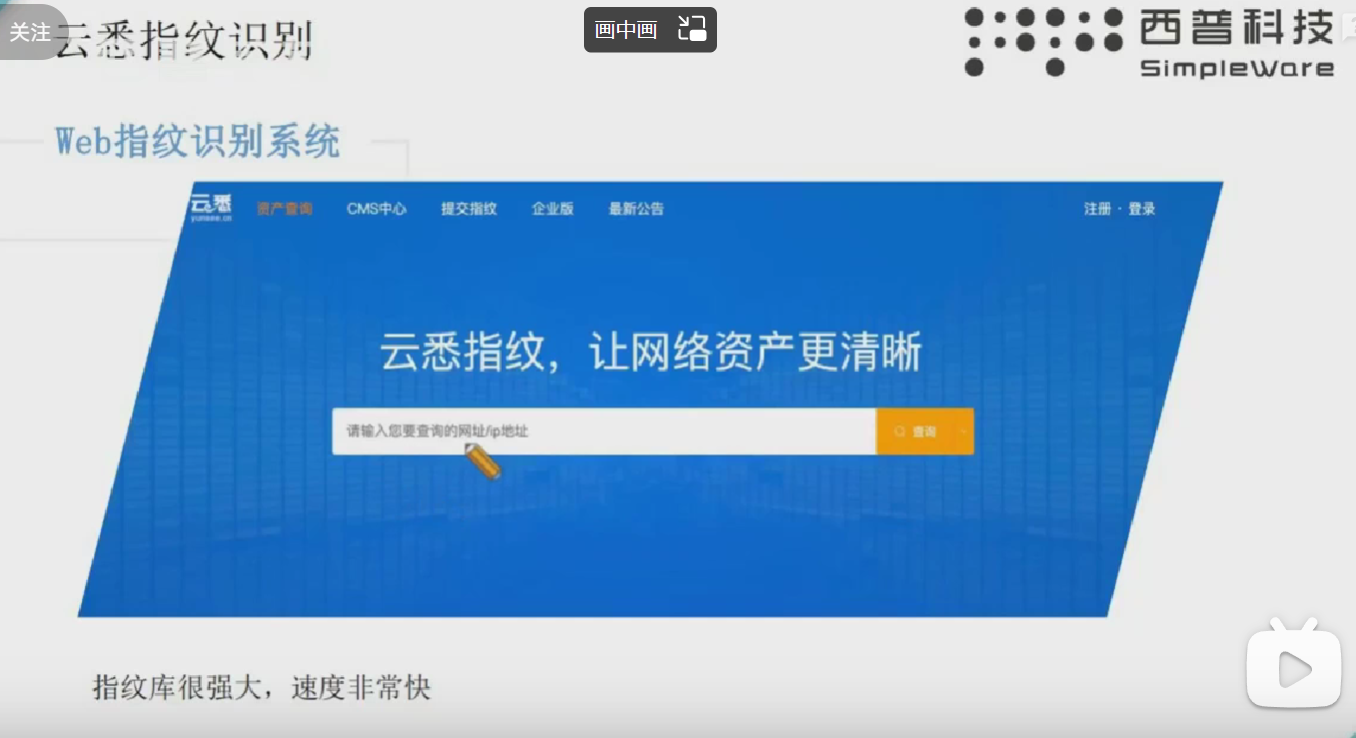 关注
云悉指纹识别
画中画
西普科技
SimpleWare
Web指纹识别系统
云悉 资产查询 CMS中心 提交指纹 企业版 最新公告 注册 · 登录
yunsee.cn
云悉指纹，让网络资产更清晰
请输入您要查询的网址/ip地址 查询
指纹库很强大，速度非常快